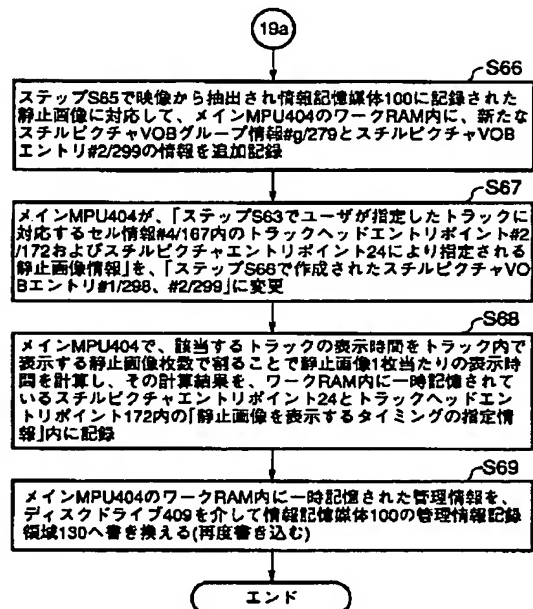 19a
S66
ステップS65で映像から抽出され情報記憶媒体100に記録された
静止画像に対応して、メインMPU404のワークRAM内に、新たな
スチルピクチャVOBグループ情報#g/279とスチルピクチャVOB
エントリ#2/299の情報を追加記録
S67
メインMPU404が、「ステップS63でユーザが指定したトラックに
対応するセル情報#4/167内のトラックヘッドエントリポイント#2
/172およびスチルピクチャエントリポイント24により指定される
静止画像情報」を、「ステップS66で作成されたスチルピクチャVO
Bエントリ#1/298、#2/299」に変更
S68
メインMPU404で、該当するトラックの表示時間をトラック内で
表示する静止画像枚数で割ることで静止画像1枚当たりの表示時
間を計算し、その計算結果を、ワークRAM内に一時記憶されて
いるスチルピクチャエントリポイント24とトラックヘッドエン
トリポイント172内の「静止画像を表示するタイミングの指定情
報」内に記録
S69
メインMPU404のワークRAM内に一時記憶された管理情報を、
ディスクドライブ409を介して情報記憶媒体100の管理情報記録
領域130へ書き換える(再度書き込む)
エンド